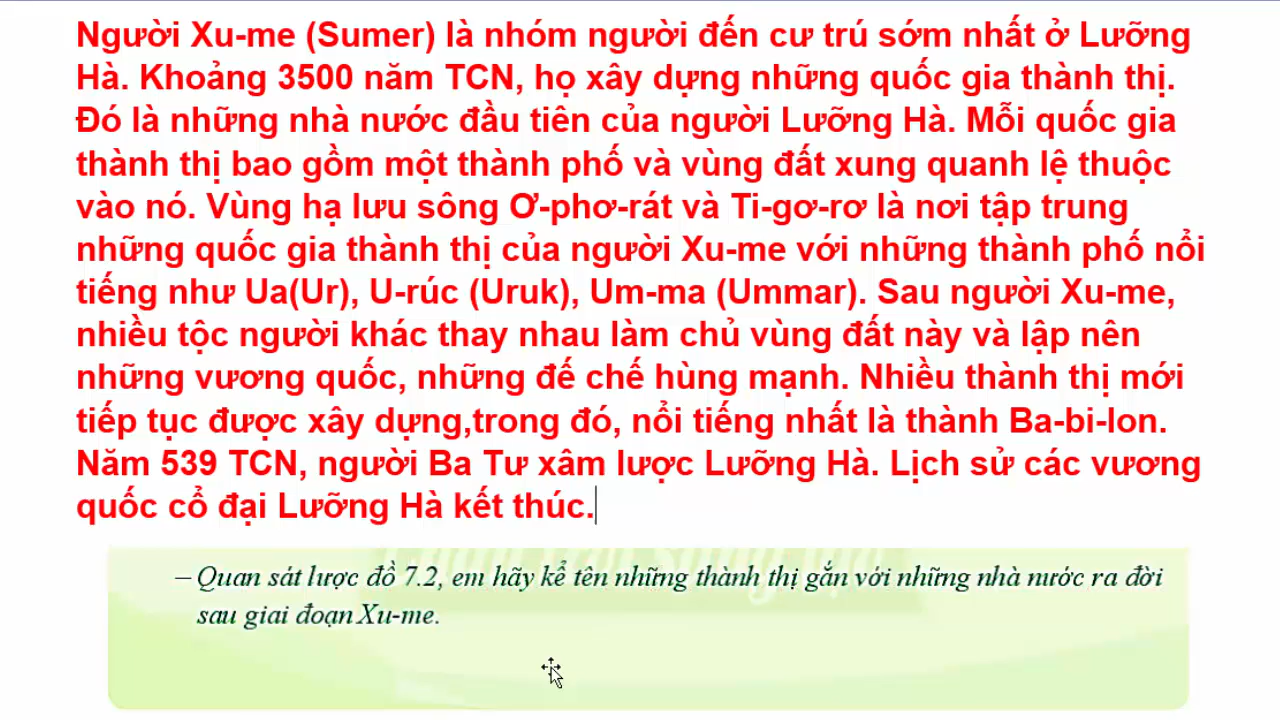 Người Xu-me (Sumer) là nhóm người đến cư trú sớm nhất ở Lưỡng
Hà. Khoảng 3500 năm TCN, họ xây dựng những quốc gia thành thị.
Đó là những nhà nước đầu tiên của người Lưỡng Hà. Mỗi quốc gia
thành thị bao gồm một thành phố và vùng đất xung quanh lệ thuộc
vào nó. Vùng hạ lưu sông Ơ-phơ-rát và Ti-gơ-rơ là nơi tập trung
những quốc gia thành thị của người Xu-me với những thành phố nổi
tiếng như Ua(Ur), U-rúc (Uruk), Um-ma (Ummar). Sau người Xu-me,
nhiều tộc người khác thay nhau làm chủ vùng đất này và lập nên
những vương quốc, những đế chế hùng mạnh. Nhiều thành thị mới
tiếp tục được xây dựng,trong đó, nổi tiếng nhất là thành Ba-bi-lon.
Năm 539 TCN, người Ba Tư xâm lược Lưỡng Hà. Lịch sử các vương
quốc cổ đại Lưỡng Hà kết thúc.
– Quan sát lược đồ 7.2, em hãy kể tên những thành thị gắn với những nhà nước ra đời
sau giai đoạn Xu-me.